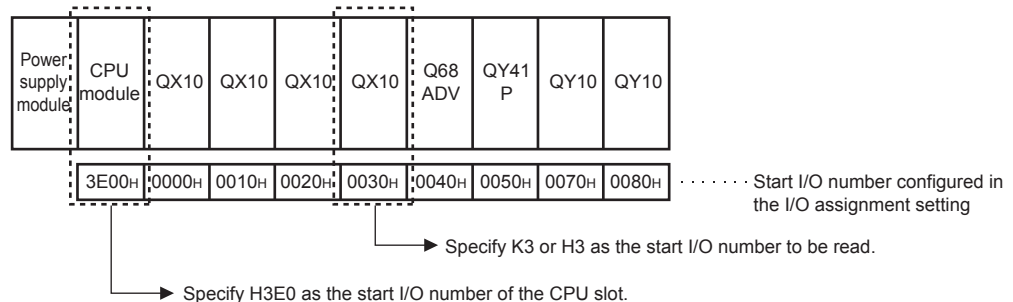 Power
supply
module
CPU
module
QX10
QX10
QX10
QX10
Q68
ADV
QY41
P
QY10
QY10
3E00H
0000H
0010H
0020H
0030H
0040H
0050H
0070H
0080H
Start I/O number configured in
the I/O assignment setting
Specify K3 or H3 as the start I/O number to be read.
Specify H3E0 as the start I/O number of the CPU slot.